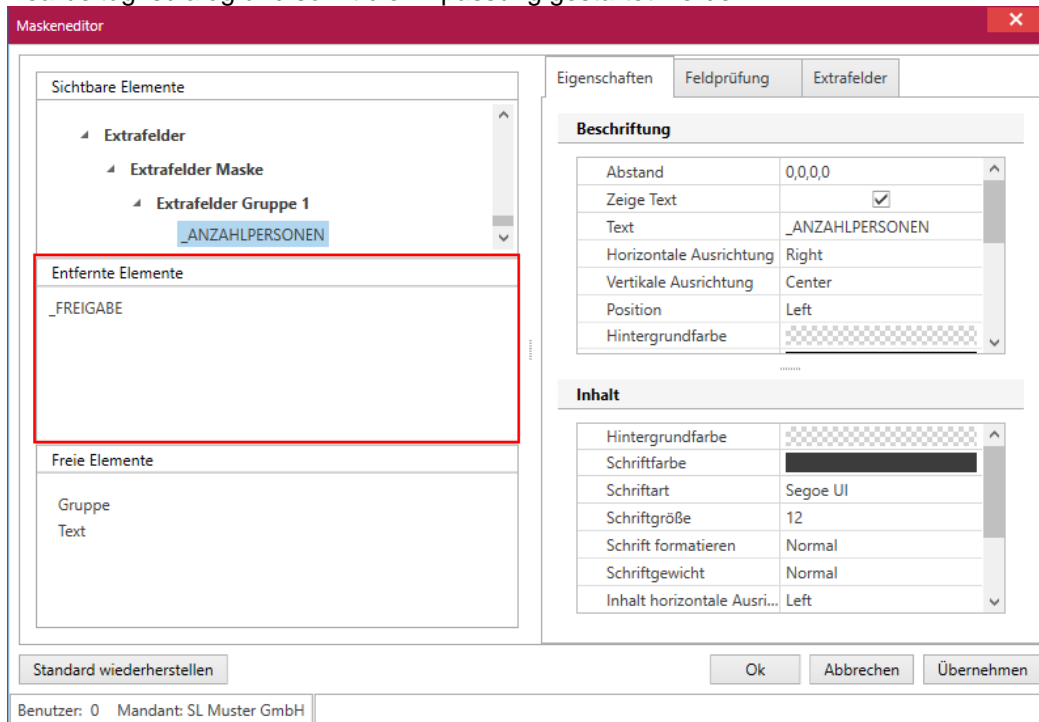 Maskeneditor
Sichtbare Elemente
Extrafelder
Extrafelder Maske
Extrafelder Gruppe 1
_ANZAHLPERSONEN
Entfernte Elemente
_FREIGABE
Freie Elemente
Gruppe
Text
Eigenschaften Feldprüfung Extrafelder
Beschriftung
Abstand 0,0,0,0
Zeige Text
Text _ANZAHLPERSONEN
Horizontale Ausrichtung Right
Vertikale Ausrichtung Center
Position Left
Hintergrundfarbe
Inhalt
Hintergrundfarbe
Schriftfarbe
Schriftart Segoe UI
Schriftgröße 12
Schrift formatieren Normal
Schriftgewicht Normal
Inhalt horizontale Ausri... Left
Standard wiederherstellen Ok Abbrechen Übernehmen
Benutzer: 0 Mandant: SL Muster GmbH